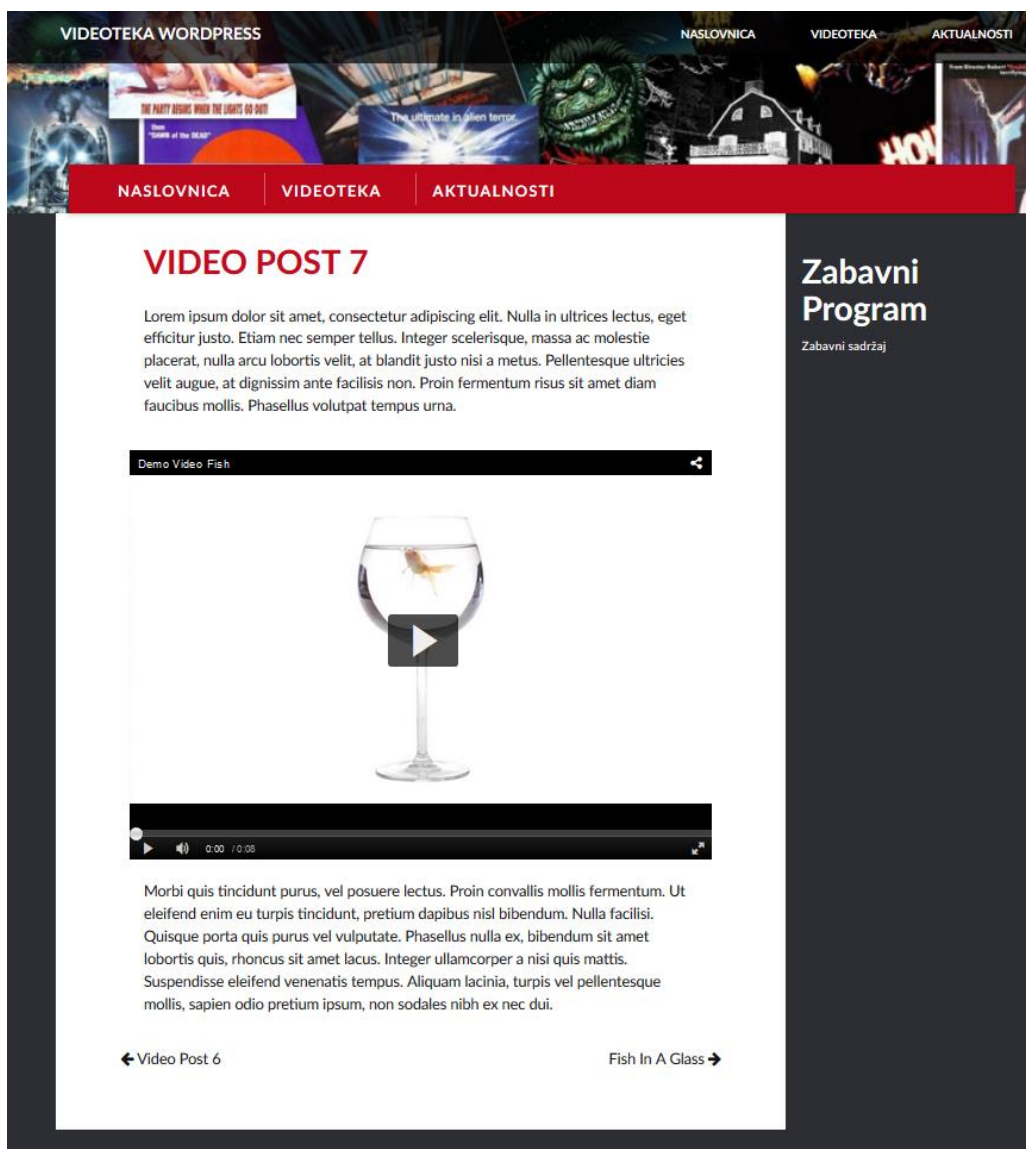 VIDEOTEKA WORDPRESS
NASLOVNICA VIDEOTEKA AKTUALNOSTI
THE PARTY BEGINS WHEN THE LIGHTS GO OUT!
"DAWN of the DEAD"
The ultimate in alien terror.
HOW
NASLOVNICA VIDEOTEKA AKTUALNOSTI
VIDEO POST 7
Lorem ipsum dolor sit amet, consectetur adipiscing elit. Nulla in ultrices lectus, eget
efficitur justo. Etiam nec semper tellus. Integer scelerisque, massa ac molestie
placerat, nulla arcu lobortis velit, at blandit justo nisi a metus. Pellentesque ultricies
velit augue, at dignissim ante facilisis non. Proin fermentum risus sit amet diam
faucibus mollis. Phasellus volutpat tempus urna.
Demo Video Fish
0:00 / 0:08
Morbi quis tincidunt purus, vel posuere lectus. Proin convallis mollis fermentum. Ut
eleifend enim eu turpis tincidunt, pretium dapibus nisl bibendum. Nulla facilisi.
Quisque porta quis purus vel vulputate. Phasellus nulla ex, bibendum sit amet
lobortis quis, rhoncus sit amet lacus. Integer ullamcorper a nisi quis mattis.
Suspendisse eleifend venenatis tempus. Aliquam lacinia, turpis vel pellentesque
mollis, sapien odio pretium ipsum, non sodales nibh ex nec dui.
Video Post 6
Fish In A Glass
Zabavni
Program
Zabavni sadržaj